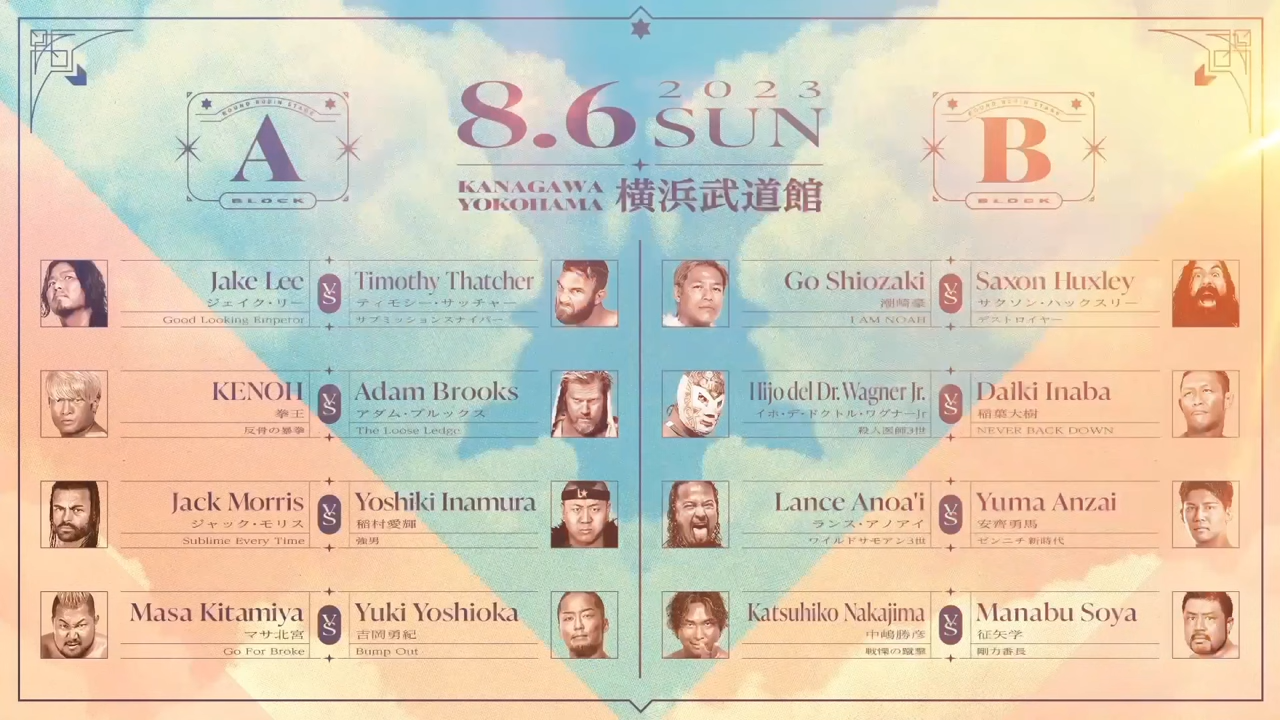 8.6
2023
SUN
KANAGAWA
YOKOHAMA
横浜武道館
ROUND ROBIN STAGE
A
BLOCK
ROUND ROBIN STAGE
B
BLOCK
Jake Lee
ジェイク・リー
Good Looking Emperor
VS
Timothy Thatcher
ティモシー・サッチャー
サブミッションスナイパー
KENOH
拳王
反骨の暴拳
VS
Adam Brooks
アダム・ブルックス
The Loose Ledge
Jack Morris
ジャック・モリス
Sublime Every Time
VS
Yoshiki Inamura
稲村愛輝
強男
Masa Kitamiya
マサ北宮
Go For Broke
VS
Yuki Yoshioka
吉岡勇紀
Bump Out
Go Shiozaki
潮崎豪
I AM NOAH
VS
Saxon Huxley
サクソン・ハックスリー
デストロイヤー
Hijo del Dr. Wagner Jr.
イホ・デ・ドクトル・ワグナーJr
殺人医師3世
VS
Daiki Inaba
稲葉大樹
NEVER BACK DOWN
Lance Anoa'i
ランス・アノアイ
ワイルドサモアン3世
VS
Yuma Anzai
安齊勇馬
ゼンニチ新時代
Katsuhiko Nakajima
中嶋勝彦
戦慄の蹴撃
VS
Manabu Soya
征矢学
剛力番長